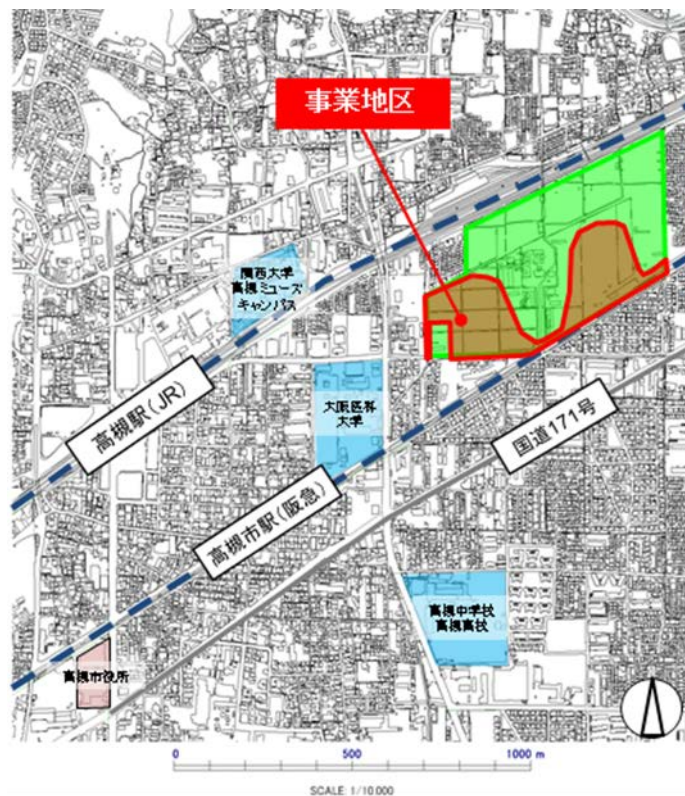 事業地区
関西大学
高槻ミューズ
キャンパス
高槻駅(JR)
大阪医科
大学
国道171号
高槻市駅(阪急)
高槻中学校
高槻高校
高槻市役所
0 500 1000 m
SCALE: 1/10.000